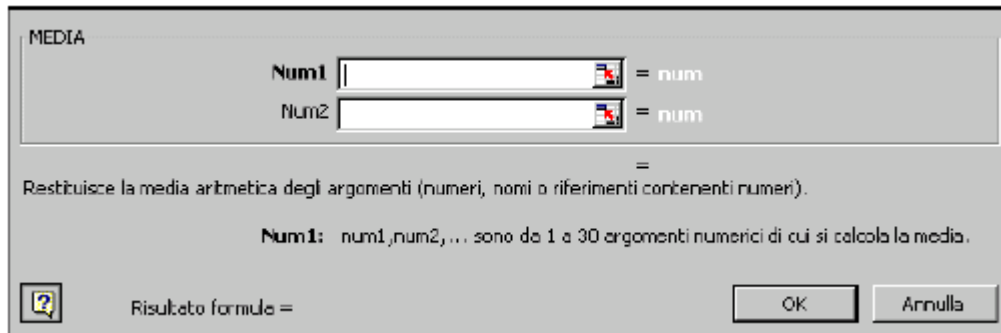 MEDIA
Num1 = num
Num2 = num
=
Restituisce la media aritmetica degli argomenti (numeri, nomi o riferimenti contenenti numeri).
Num1: num1,num2,... sono da 1 a 30 argomenti numerici di cui si calcola la media.
Risultato formula =
OK Annulla